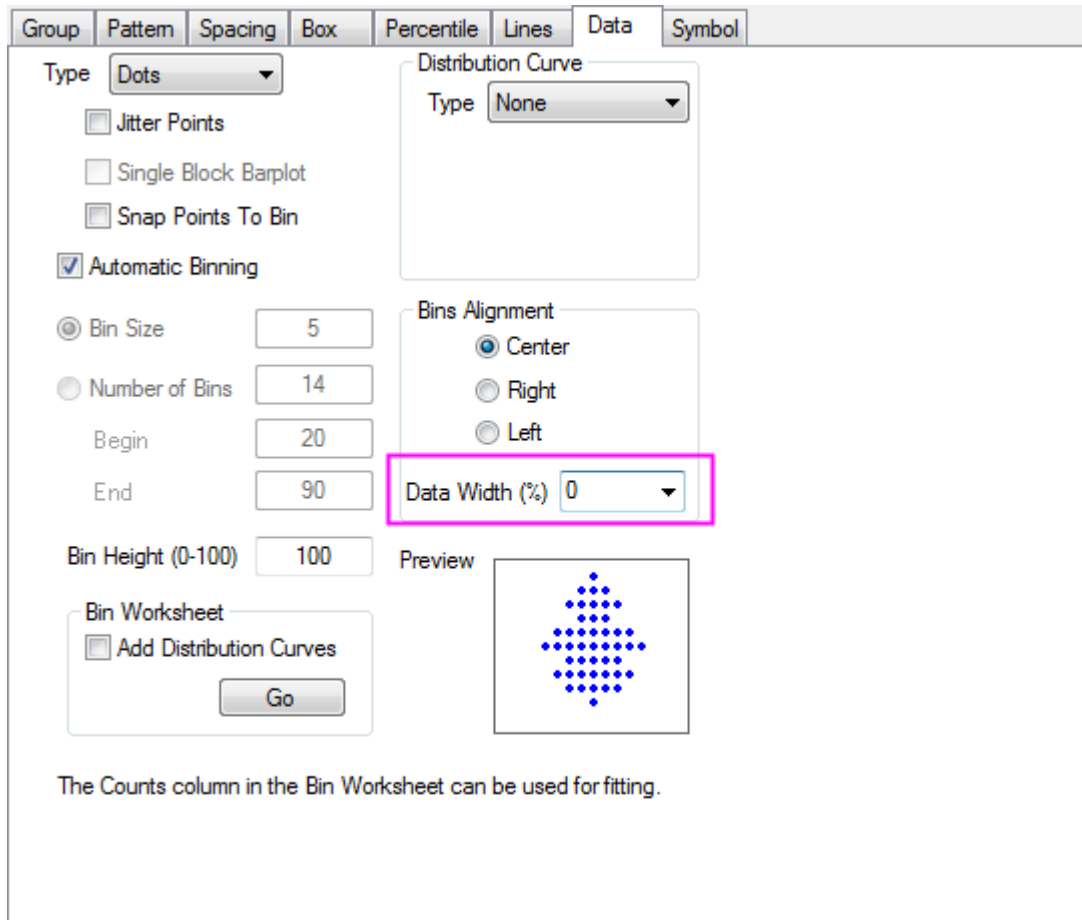 Group Pattern Spacing Box Percentile Lines Data Symbol
Type Dots
Jitter Points
Single Block Barplot
Snap Points To Bin
Automatic Binning
Bin Size 5
Number of Bins 14
Begin 20
End 90
Bin Height (0-100) 100
Bin Worksheet
Add Distribution Curves
Go
Distribution Curve
Type None
Bins Alignment
Center
Right
Left
Data Width (%) 0
Preview
The Counts column in the Bin Worksheet can be used for fitting.